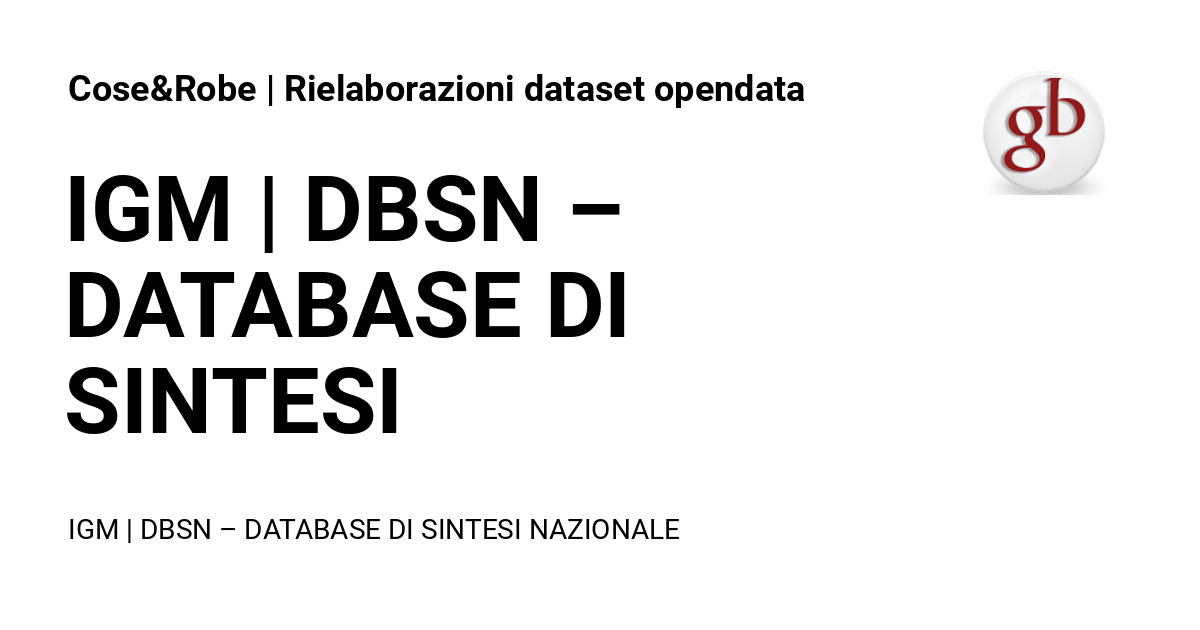 Cose&Robe | Rielaborazioni dataset opendata
gb
IGM | DBSN –
DATABASE DI
SINTESI
IGM | DBSN – DATABASE DI SINTESI NAZIONALE